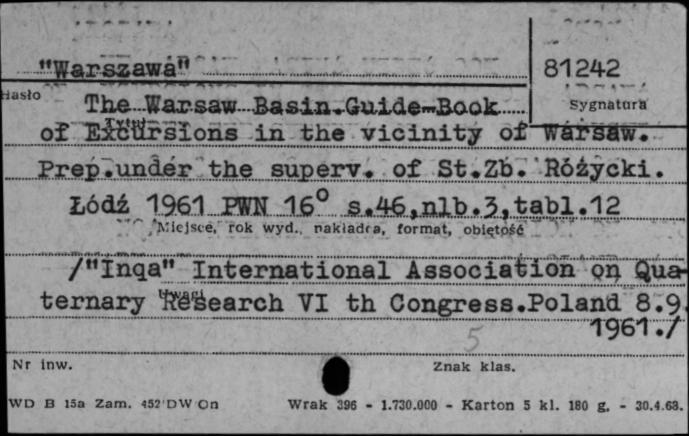 "Warszawa"
81242
Hasło
Sygnatura
The Warsaw Basin.Guide-Book
Tytuł
of Excursions in the vicinity of Warsaw.
Prep.under the superv. of St.Zb. Różycki.
Łódź 1961 PWN 16° s.46,nlb.3,tabl.12
Miejsce, rok wyd., nakładca, format, objętość
/"Inqa" International Association on Qua-
Uwagi
ternary Research VI th Congress.Poland 8.9
1961./
5
Nr inw.
Znak klas.
WD B 15a Zam. 452 DW On
Wrak 396 - 1.730.000 - Karton 5 kl. 180 g. - 30.4.63.